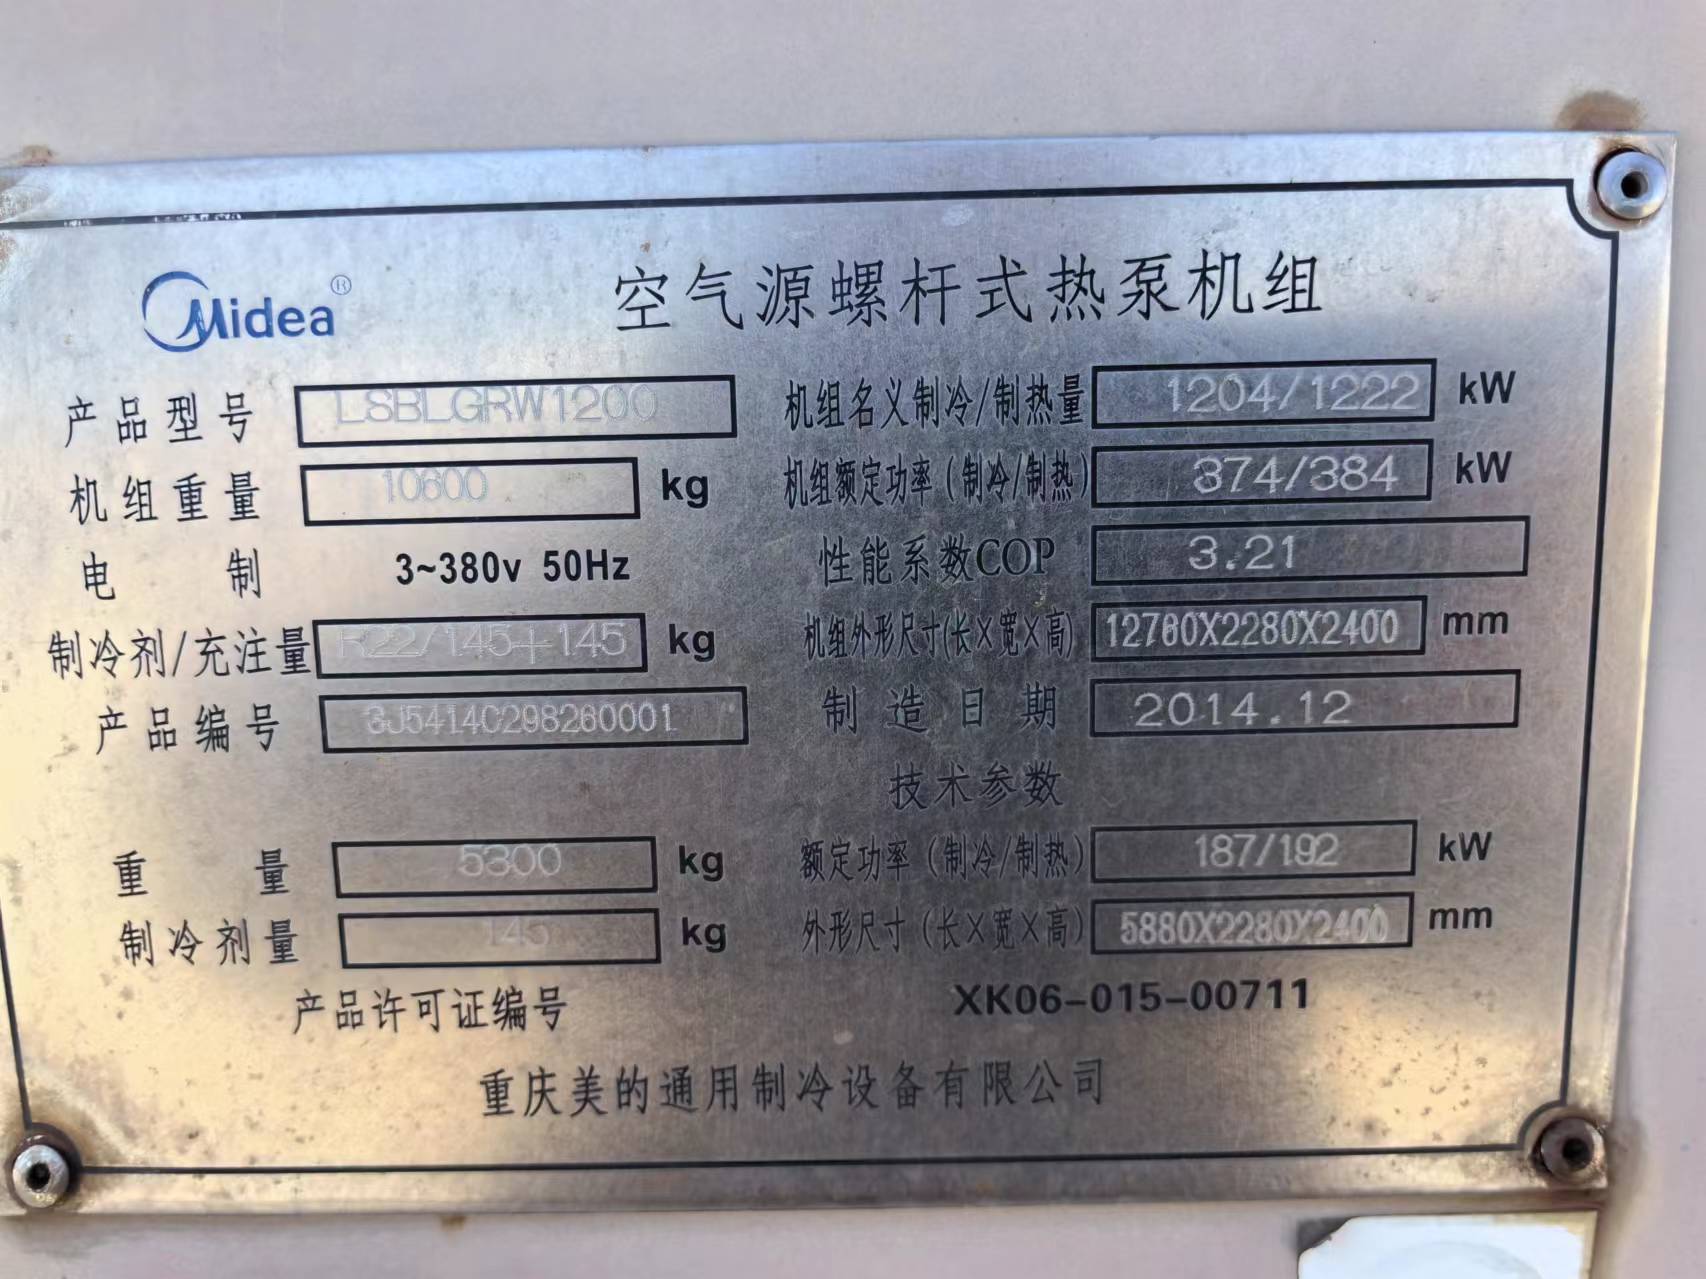 Midea® 空气源螺杆式热泵机组
产品型号 LSBLGRW1200 机组名义制冷/制热量 1204/1222 kW
机组重量 10600 kg 机组额定功率(制冷/制热) 374/384 kW
电制 3~380v 50Hz 性能系数COP 3.21
制冷剂/充注量 R22/145+145 kg 机组外形尺寸(长×宽×高) 12760X2280X2400 mm
产品编号 3J5414C298260001 制造日期 2014.12
技术参数
重量 5300 kg 额定功率(制冷/制热) 187/192 kW
制冷剂量 145 kg 外形尺寸(长×宽×高) 5880X2280X2400 mm
产品许可证编号 XK06-015-00711
重庆美的通用制冷设备有限公司